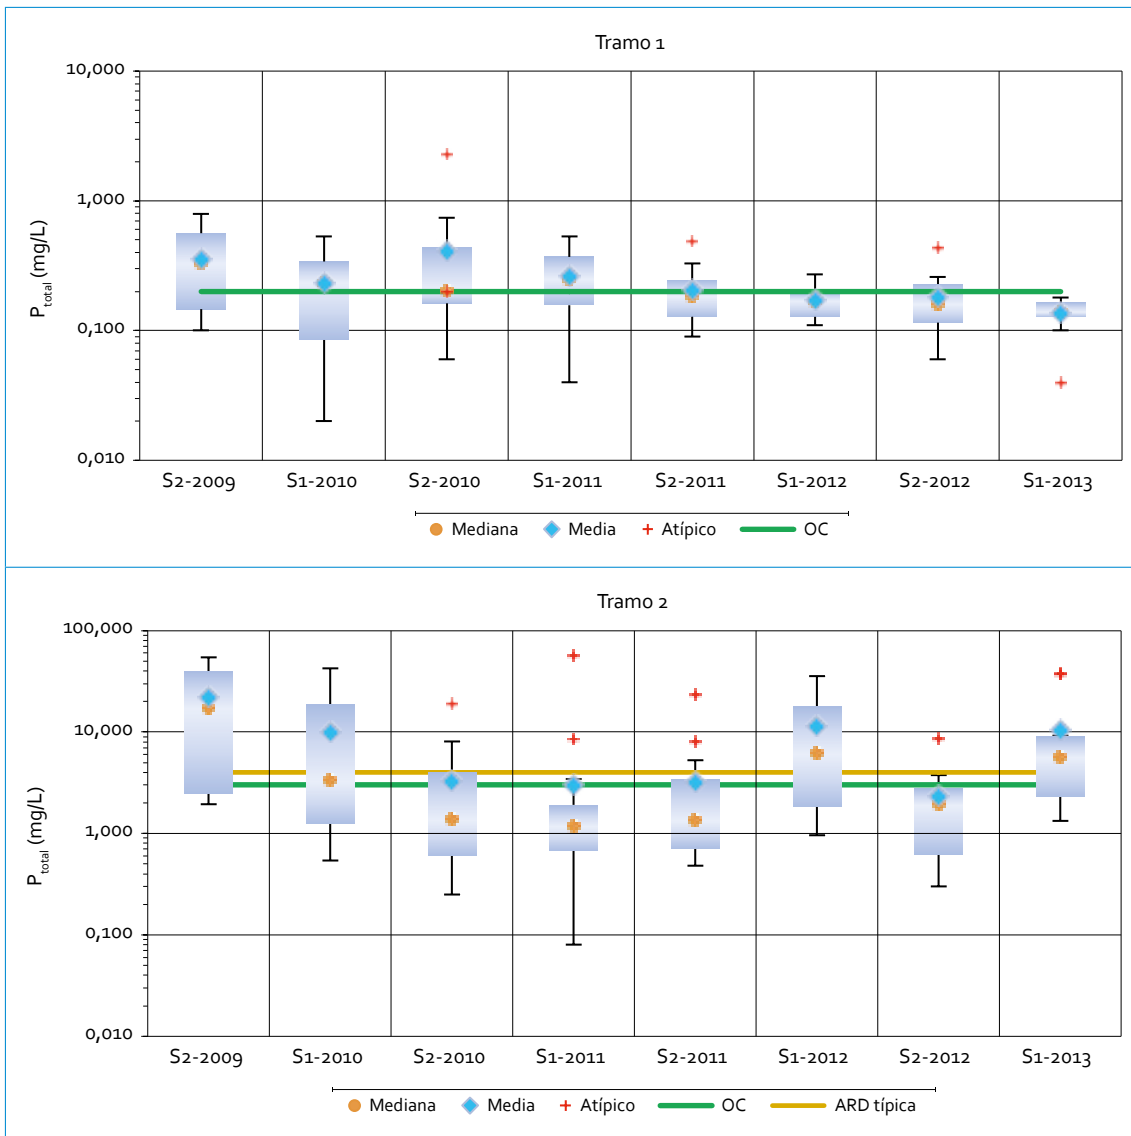 Tramo 1
P total (mg/L)
10,000
1,000
0,100
0,010
S2-2009 S1-2010 S2-2010 S1-2011 S2-2011 S1-2012 S2-2012 S1-2013
Mediana Media Atípico OC
Tramo 2
P total (mg/L)
100,000
10,000
1,000
0,100
0,010
S2-2009 S1-2010 S2-2010 S1-2011 S2-2011 S1-2012 S2-2012 S1-2013
Mediana Media Atípico OC ARD típica